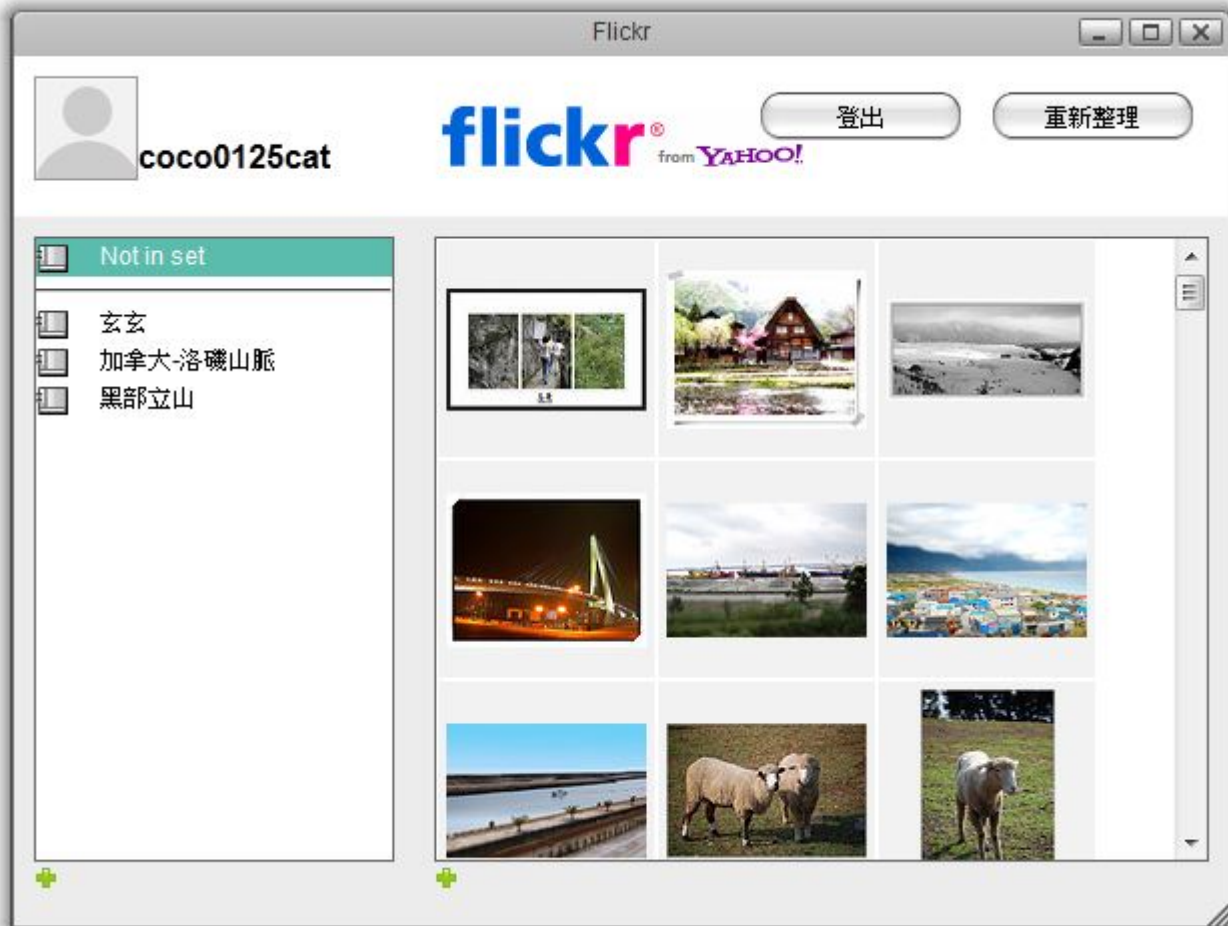 Flickr
coco0125cat
flickr® from YAHOO!
登出
重新整理
Not in set
玄玄
加拿大-洛磯山脈
黑部立山